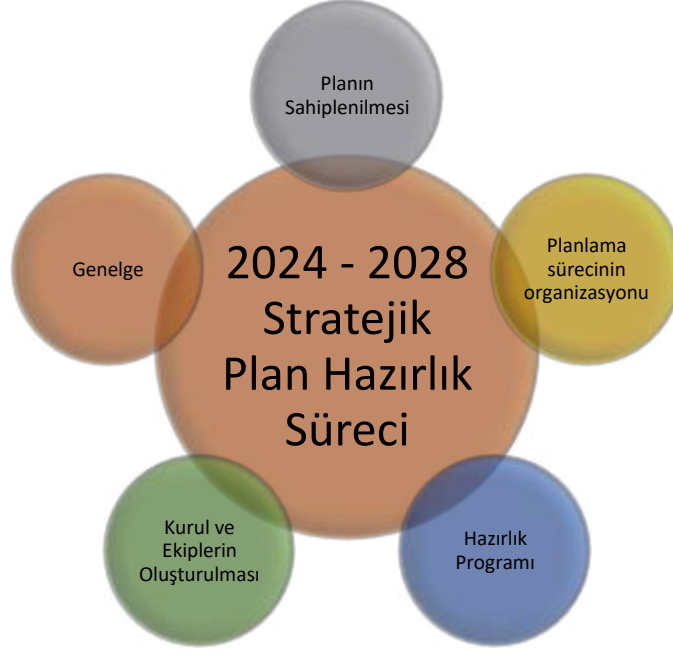 Planın
Sahiplenilmesi
Genelge
2024 - 2028
Stratejik
Plan Hazırlık
Süreci
Planlama
sürecinin
organizasyonu
Kurul ve
Ekiplerin
Oluşturulması
Hazırlık
Programı